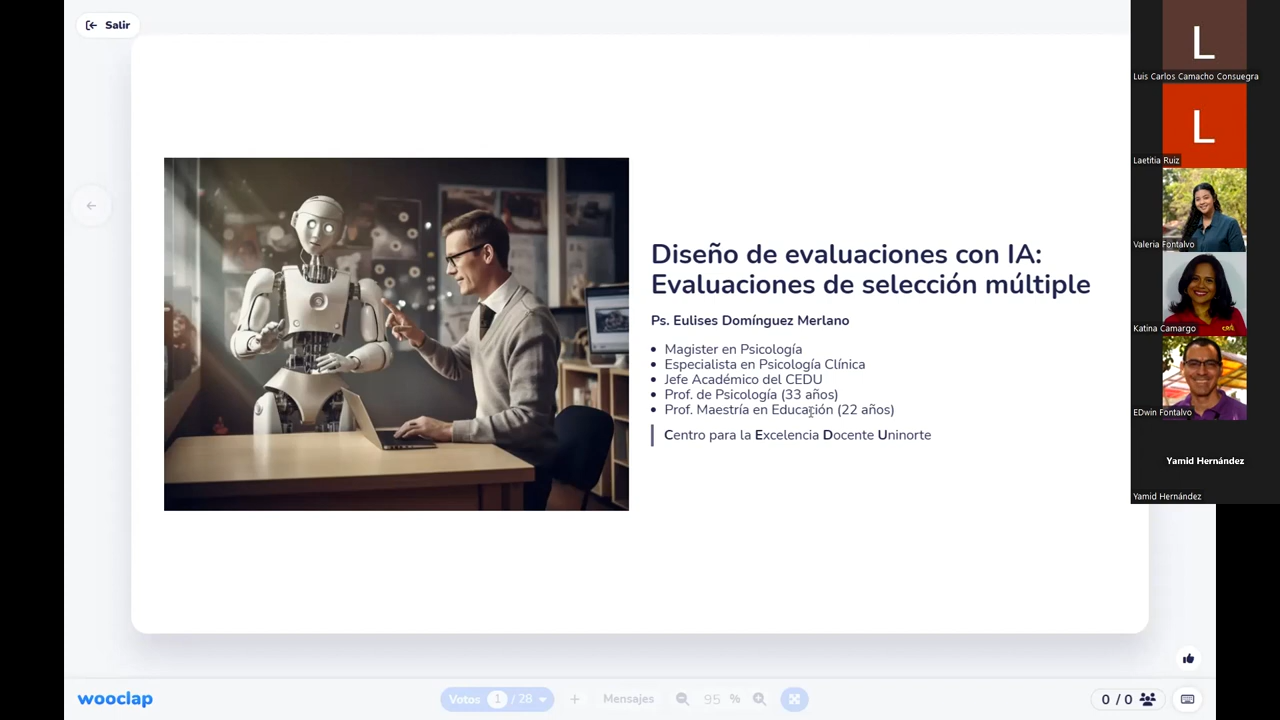 Salir
Diseño de evaluaciones con IA:
Evaluaciones de selección múltiple
Ps. Eulises Domínguez Merlano
• Magister en Psicología
• Especialista en Psicología Clínica
• Jefe Académico del CEDU
• Prof. de Psicología (33 años)
• Prof. Maestría en Educación (22 años)
Centro para la Excelencia Docente Uninorte
L
Luis Carlos Camacho Consuegra
L
Laetitia Ruiz
Valeria Fontalvo
Katina Camargo
EDwin Fontalvo
Yamid Hernández
Yamid Hernández
wooclap
Votos 1 / 28
Mensajes
95 %
0 / 0